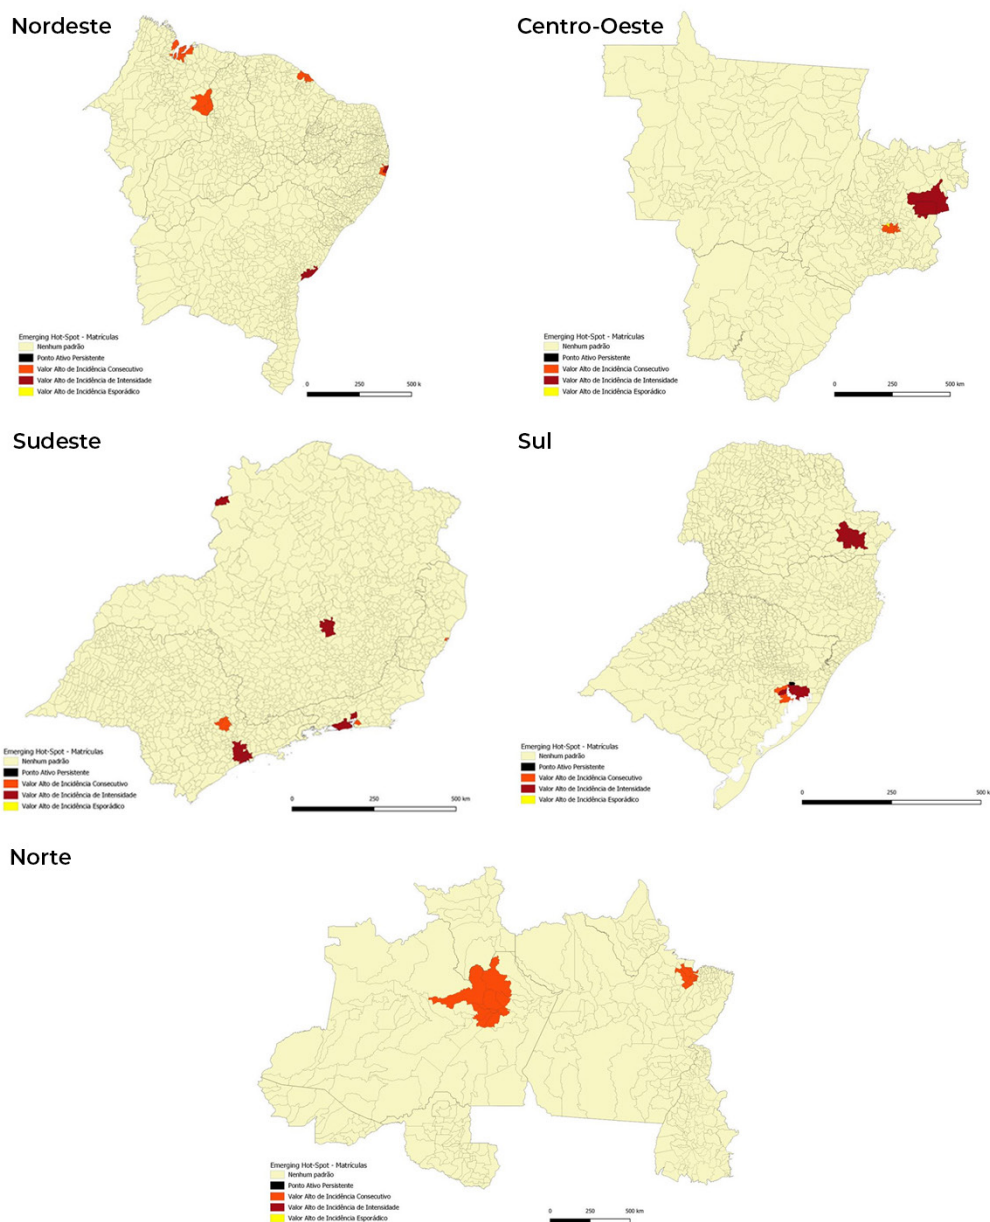 Nordeste
Emerging Hot-Spot - Matrículas
Nenhum padrão
Ponto Ativo Persistente
Valor Alto de Incidência Consecutivo
Valor Alto de Incidência de Intensidade
Valor Alto de Incidência Esporádico
0 250 500 k
Centro-Oeste
Emerging Hot-Spot - Matrículas
Nenhum padrão
Ponto Ativo Persistente
Valor Alto de Incidência Consecutivo
Valor Alto de Incidência de Intensidade
Valor Alto de Incidência Esporádico
0 250 500 km
Sudeste
Emerging Hot-Spot - Matrículas
Nenhum padrão
Ponto Ativo Persistente
Valor Alto de Incidência Consecutivo
Valor Alto de Incidência de Intensidade
Valor Alto de Incidência Esporádico
0 250 500 km
Sul
Emerging Hot-Spot - Matrículas
Nenhum padrão
Ponto Ativo Persistente
Valor Alto de Incidência Consecutivo
Valor Alto de Incidência de Intensidade
Valor Alto de Incidência Esporádico
0 250 500 k
Norte
Emerging Hot-Spot - Matrículas
Nenhum padrão
Ponto Ativo Persistente
Valor Alto de Incidência Consecutivo
Valor Alto de Incidência de Intensidade
Valor Alto de Incidência Esporádico
0 250 500 km